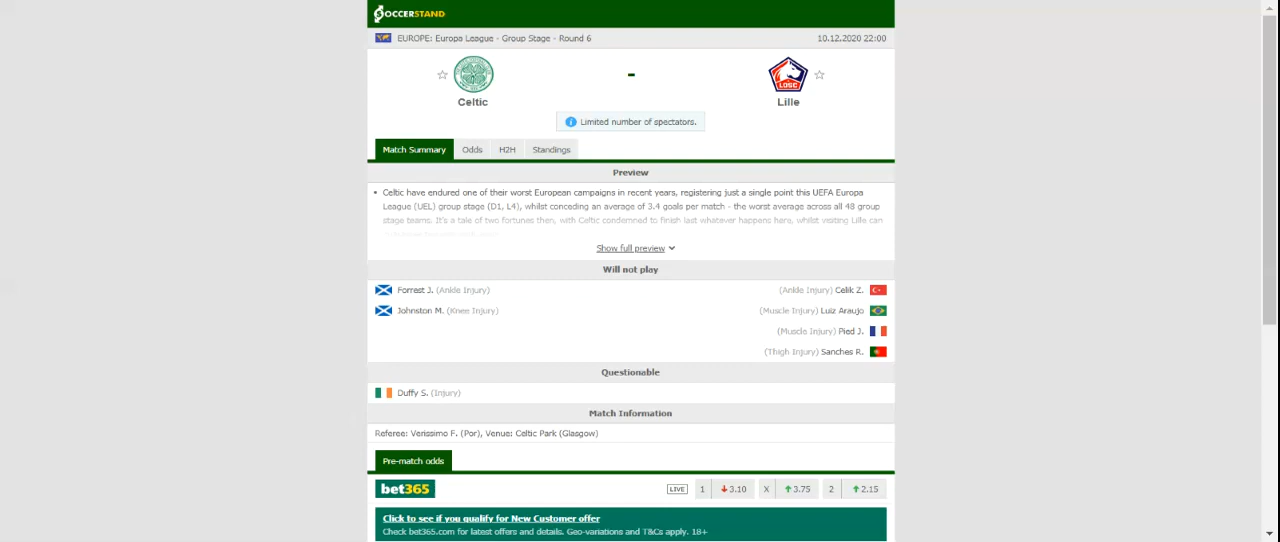 SOCCERSTAND
EUROPE: Europa League - Group Stage - Round 6
10.12.2020 22:00
-
Celtic
Lille
Limited number of spectators.
Match Summary
Odds
H2H
Standings
Preview
Celtic have endured one of their worst European campaigns in recent years, registering just a single point this UEFA Europa
League (UEL) group stage (D1, L4), whilst conceding an average of 3.4 goals per match - the worst average across all 48 group
stage teams. It's a tale of two fortunes then, with Celtic condemned to finish last whatever happens here, whilst visiting Lille can
Show full preview
Will not play
Forrest J. (Ankle Injury)
(Ankle Injury) Celik Z.
Johnston M. (Knee Injury)
(Muscle Injury) Luiz Araujo
(Muscle Injury) Pied J.
(Thigh Injury) Sanches R.
Questionable
Duffy S. (Injury)
Match Information
Referee: Verissimo F. (Por), Venue: Celtic Park (Glasgow)
Pre-match odds
bet365
LIVE
1 3.10
X 3.75
2 2.15
Click to see if you qualify for New Customer offer
Check bet365.com for latest offers and details. Geo-variations and T&Cs apply. 18+